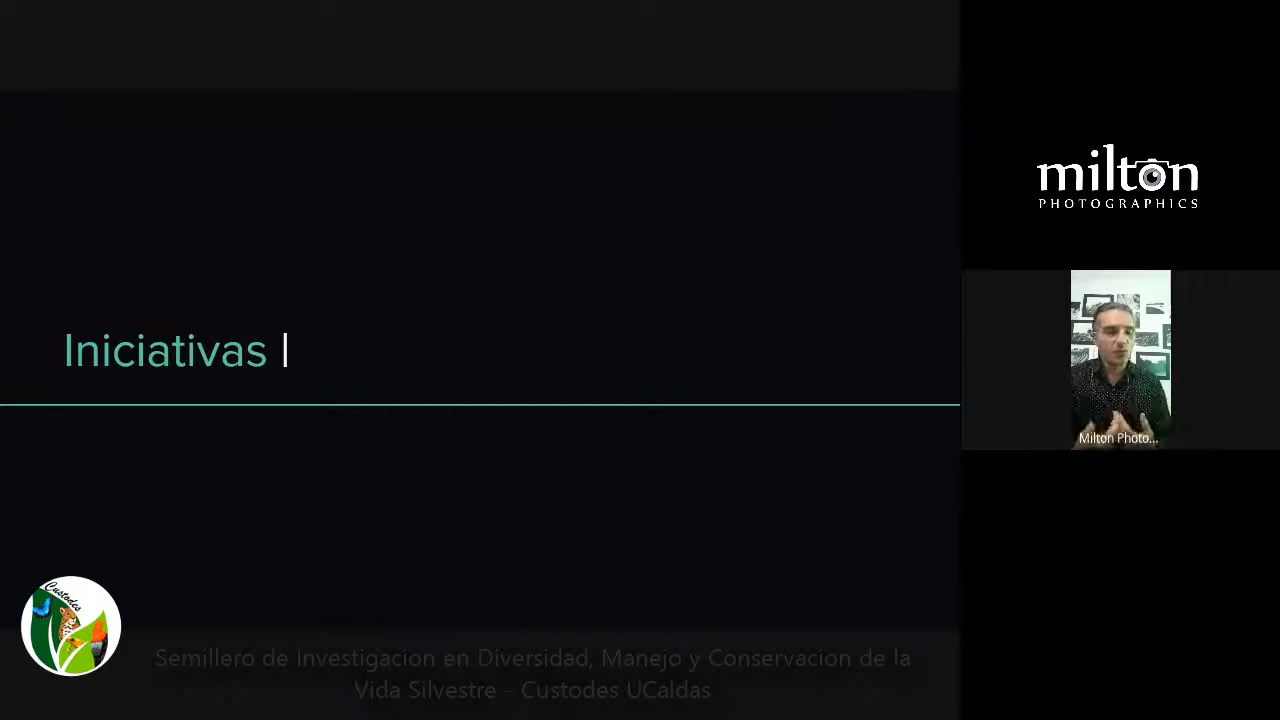 Iniciativas |
milton
PHOTOGRAPHICS
Milton Photo...
Custodes
Semillero de Investigacion en Diversidad, Manejo y Conservacion de la
Vida Silvestre - Custodes UCaldas